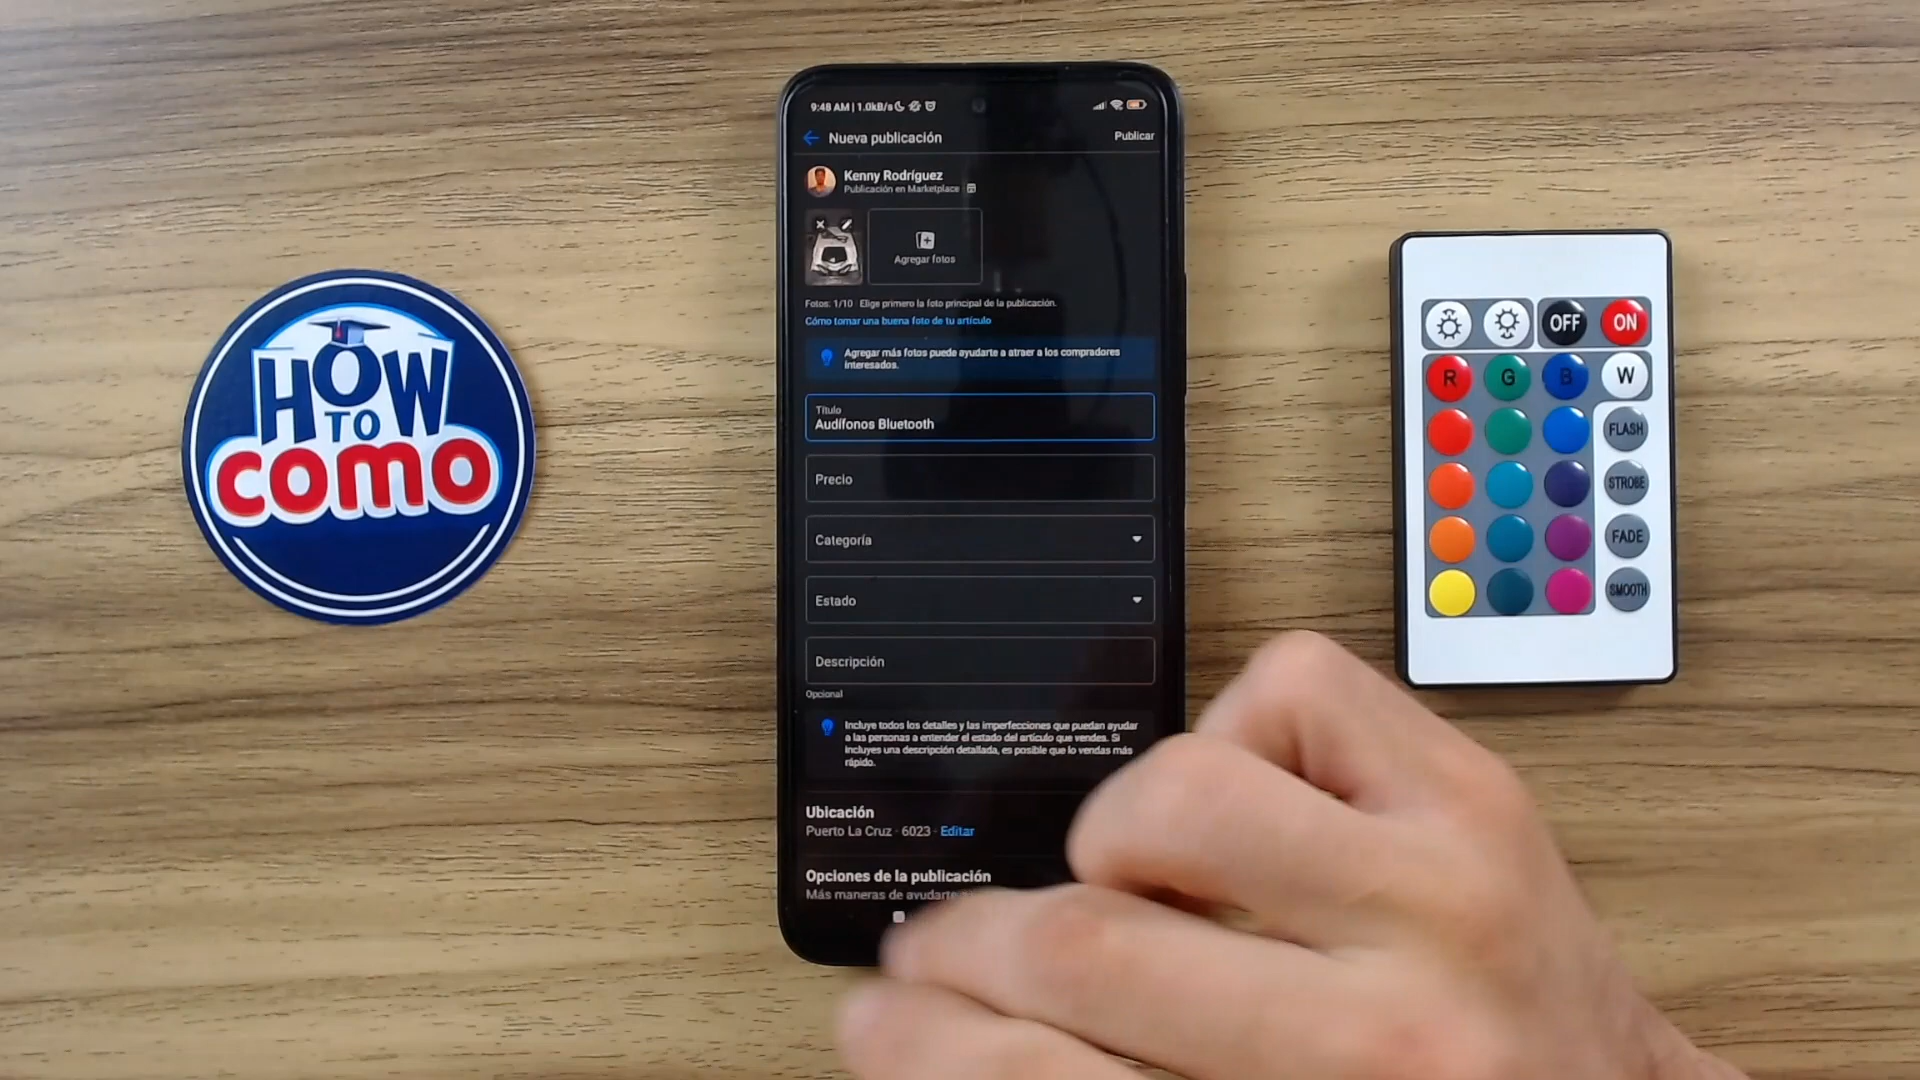 HOW
TO
COMO
9:48 AM | 1.0kB/s
Nueva publicación
Publicar
Kenny Rodríguez
Publicación en Marketplace
Agregar fotos
Fotos: 1/10 · Elige primero la foto principal de la publicación.
Cómo tomar una buena foto de tu artículo
Agregar más fotos puede ayudarte a atraer a los compradores
interesados.
Título
Audífonos Bluetooth
Precio
Categoría
Estado
Descripción
Opcional
Incluye todos los detalles y las imperfecciones que puedan ayudar
a las personas a entender el estado del artículo que vendes. Si
incluyes una descripción detallada, es posible que lo vendas más
rápido.
Ubicación
Puerto La Cruz · 6023 · Editar
Opciones de la publicación
Más maneras de ayudarte
OFF ON
R G B W
FLASH
STROBE
FADE
SMOOTH